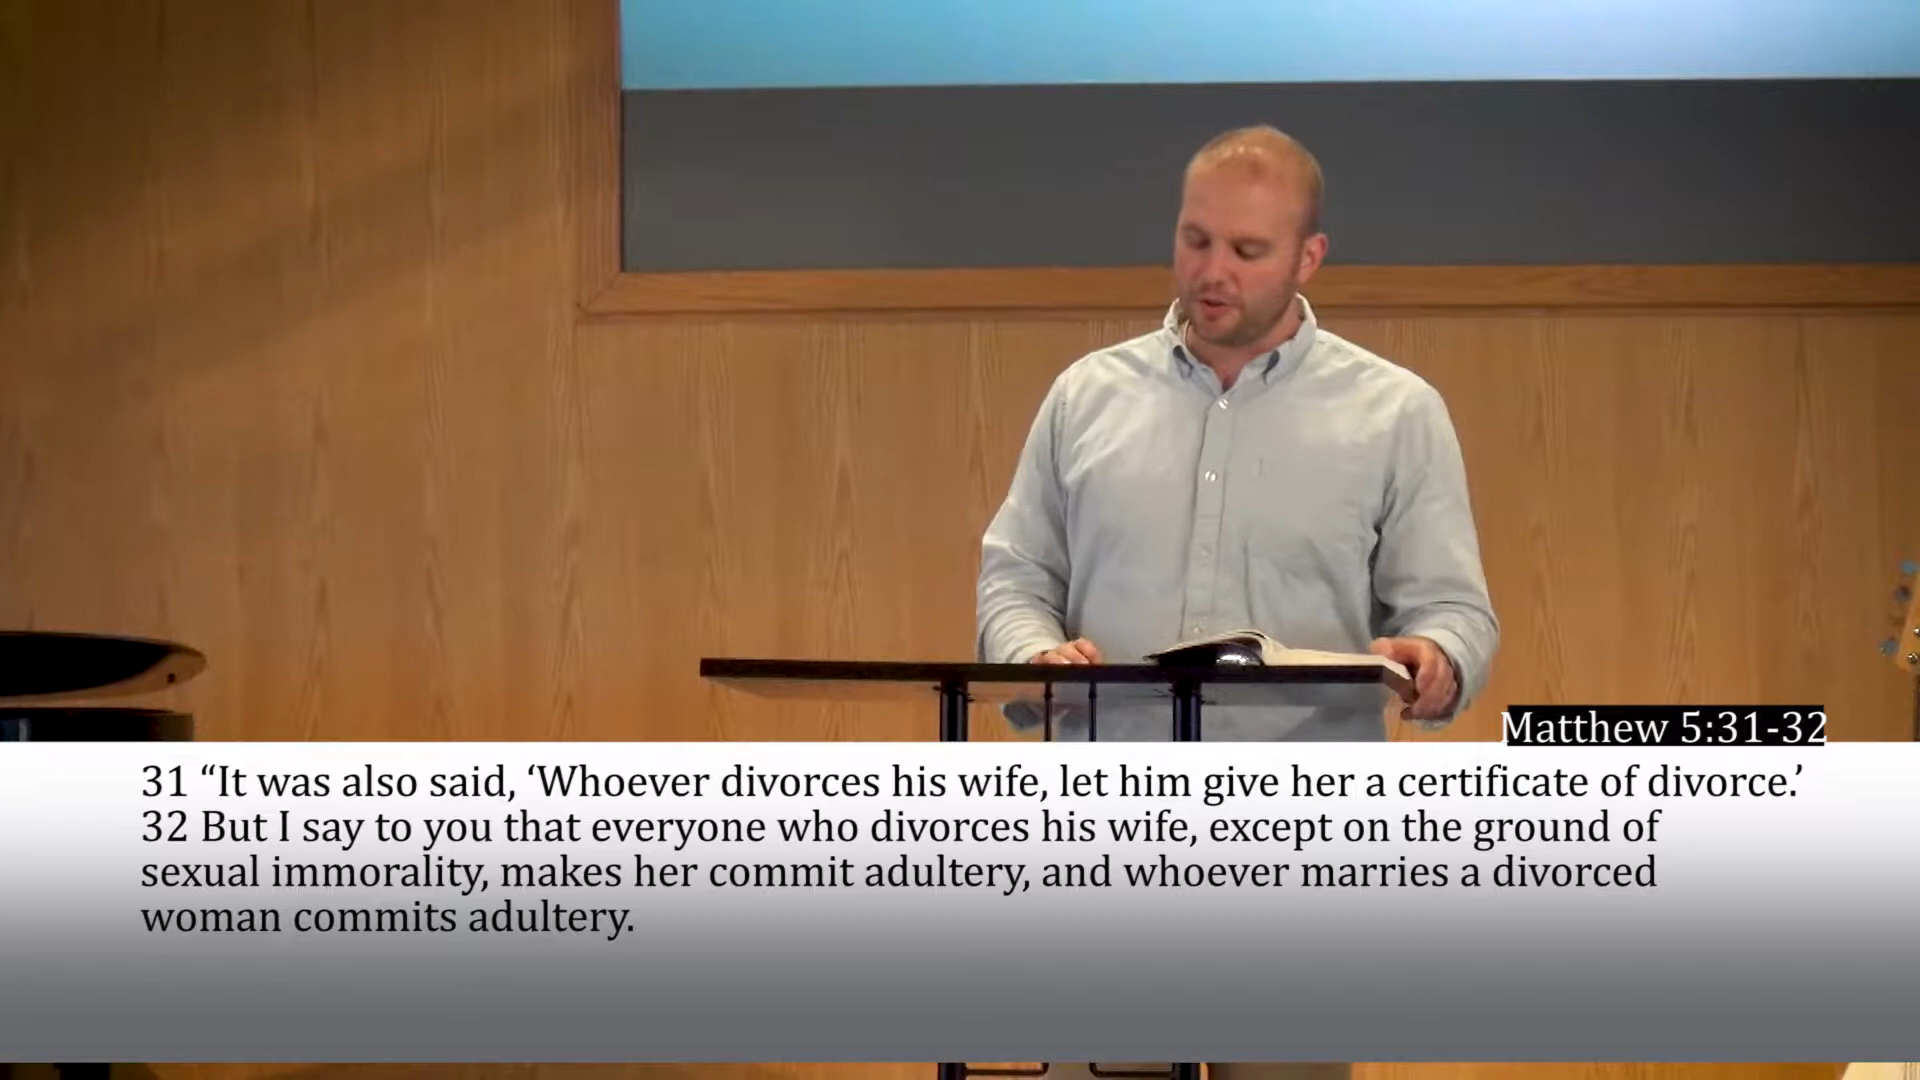 Matthew 5:31-32
31 “It was also said, ‘Whoever divorces his wife, let him give her a certificate of divorce.’
32 But I say to you that everyone who divorces his wife, except on the ground of
sexual immorality, makes her commit adultery, and whoever marries a divorced
woman commits adultery.